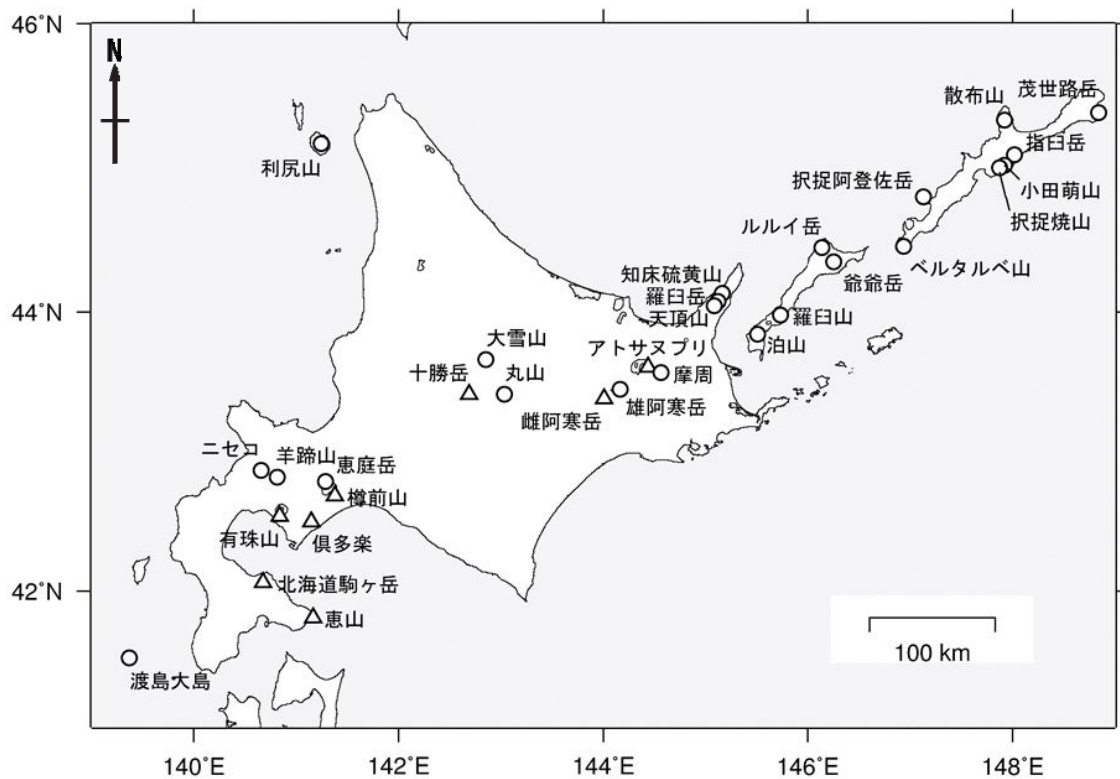 46˚N
N
茂世路岳
散布山
利尻山
指臼岳
択捉阿登佐岳
小田萌山
択捉焼山
ルルイ岳
ベルタルベ山
知床硫黄山
爺爺岳
羅臼岳
44˚N
天頂山
羅臼山
大雪山
アトサヌプリ
泊山
十勝岳
丸山
摩周
雌阿寒岳
雄阿寒岳
ニセコ
羊蹄山
恵庭岳
樽前山
有珠山
倶多楽
42˚N
北海道駒ヶ岳
恵山
100 km
渡島大島
140˚E
142˚E
144˚E
146˚E
148˚E